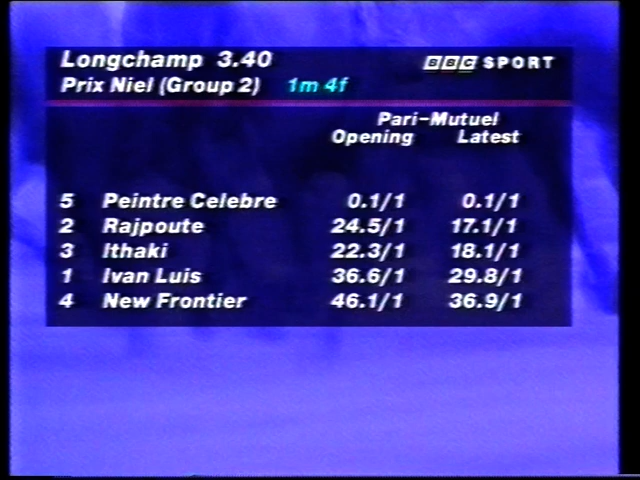 Longchamp 3.40
BBC SPORT
Prix Niel (Group 2) 1m 4f
Pari-Mutuel
Opening Latest
5 Peintre Celebre 0.1/1 0.1/1
2 Rajpoute 24.5/1 17.1/1
3 Ithaki 22.3/1 18.1/1
1 Ivan Luis 36.6/1 29.8/1
4 New Frontier 46.1/1 36.9/1